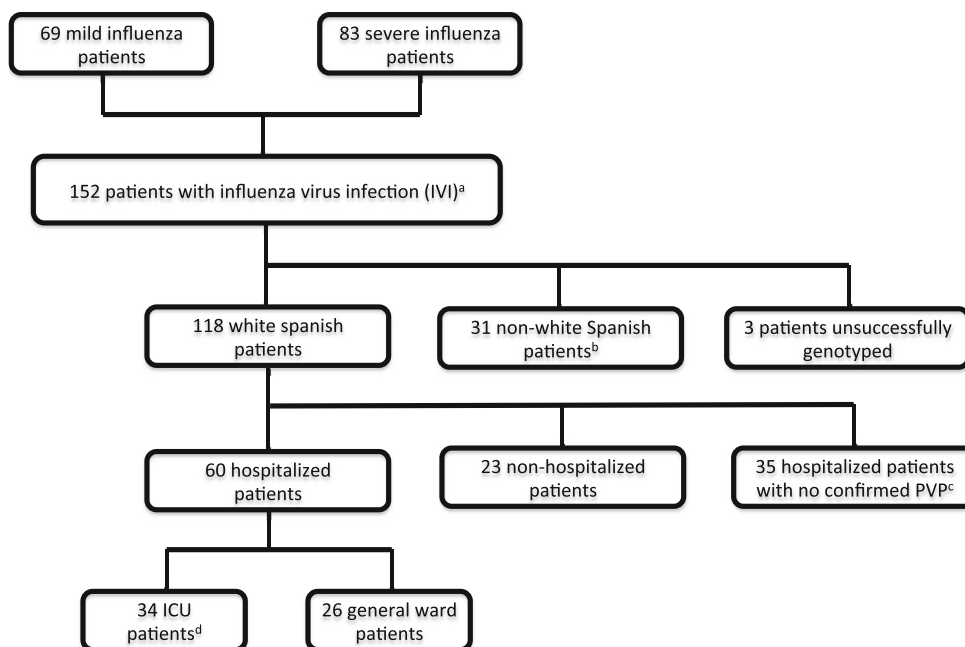 69 mild influenza
patients
83 severe influenza
patients
152 patients with influenza virus infection (IVI)ᵃ
118 white spanish
patients
31 non-white Spanish
patientsᵇ
3 patients unsuccessfully
genotyped
60 hospitalized
patients
23 non-hospitalized
patients
35 hospitalized patients
with no confirmed PVPᶜ
34 ICU
patientsᵈ
26 general ward
patients